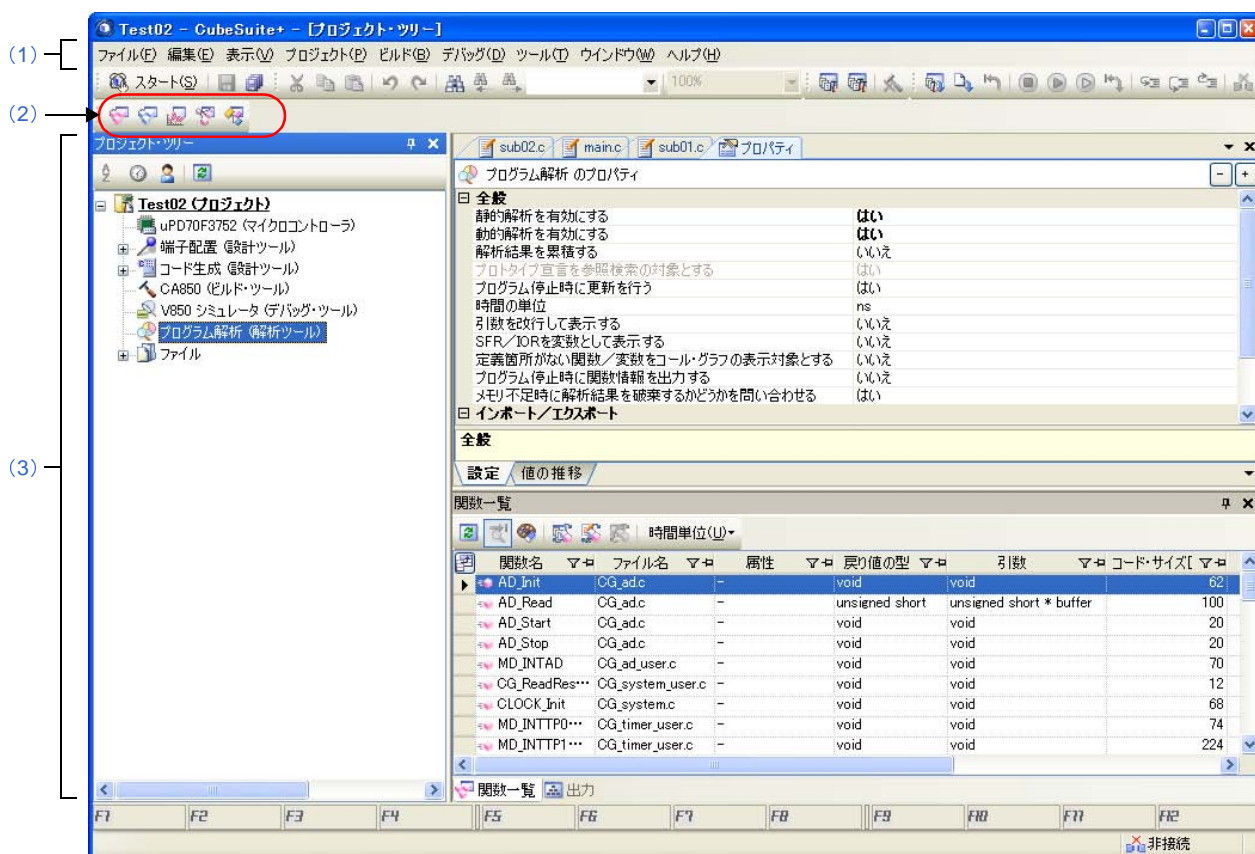 Test02 - CubeSuite+ - [プロジェクト・ツリー]
(1)
ファイル(F) 編集(E) 表示(V) プロジェクト(P) ビルド(B) デバッグ(D) ツール(T) ウインドウ(W) ヘルプ(H)
スタート(S)
100%
(2)
(3)
プロジェクト・ツリー
Test02 (プロジェクト)
uPD70F3752 (マイクロコントローラ)
端子配置 (設計ツール)
コード生成 (設計ツール)
CA850 (ビルド・ツール)
V850 シミュレータ (デバッグ・ツール)
プログラム解析 (解析ツール)
ファイル
sub02.c main.c sub01.c プロパティ
プログラム解析 のプロパティ
全般
静的解析を有効にする はい
動的解析を有効にする はい
解析結果を累積する いいえ
プロトタイプ宣言を参照検索の対象とする はい
プログラム停止時に更新を行う はい
時間の単位 ns
引数を改行して表示する いいえ
SFR/IORを変数として表示する いいえ
定義箇所がない関数/変数をコール・グラフの表示対象とする いいえ
プログラム停止時に関数情報を出力する いいえ
メモリ不足時に解析結果を破棄するかどうかを問い合わせる はい
インポート/エクスポート
全般
設定 値の推移
関数一覧
時間単位(U)
関数名 ファイル名 属性 戻り値の型 引数 コード・サイズ[
AD_Init CG_ad.c - void void 62
AD_Read CG_ad.c - unsigned short unsigned short * buffer 100
AD_Start CG_ad.c - void void 20
AD_Stop CG_ad.c - void void 20
MD_INTAD CG_ad_user.c - void void 70
CG_ReadRes… CG_system_user.c - void void 12
CLOCK_Init CG_system.c - void void 68
MD_INTTP0… CG_timer_user.c - void void 74
MD_INTTP1… CG_timer_user.c - void void 224
関数一覧 出力
F1 F2 F3 F4 F5 F6 F7 F8 F9 F10 F11 F12
非接続